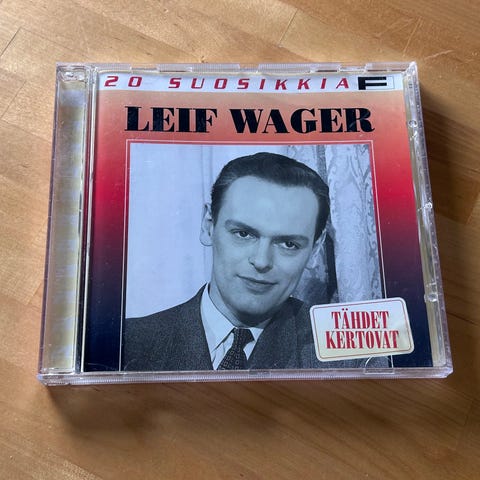 20 SUOSIKKIA F
LEIF WAGER
TÄHDET
KERTOVAT